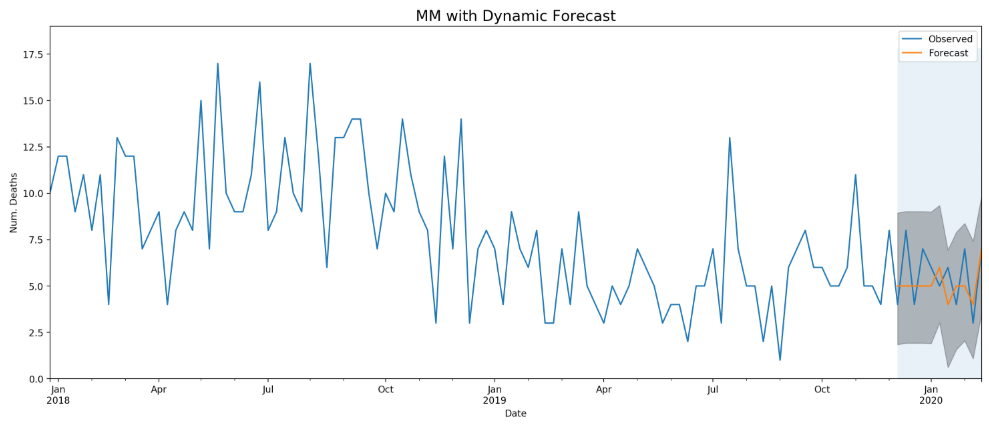 MM with Dynamic Forecast
Observed
Forecast
17.5
15.0
12.5
10.0
7.5
5.0
2.5
0.0
Num. Deaths
Jan Apr Jul Oct Jan Apr Jul Oct Jan
2018 2019 2020
Date